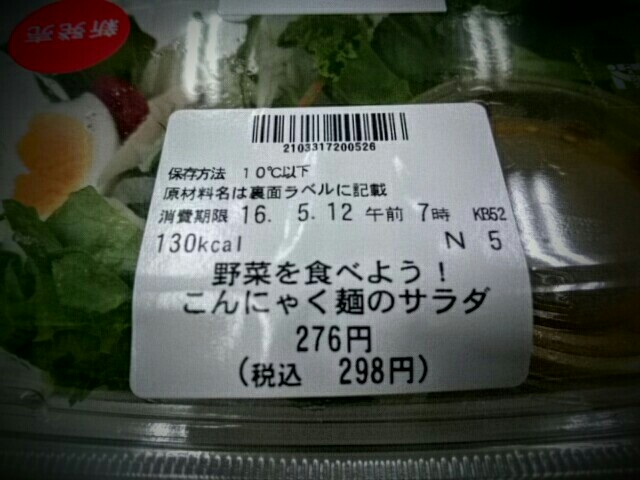 新発売
2103317200526
保存方法 10℃以下
原材料名は裏面ラベルに記載
消費期限 16. 5.12 午前 7時 KB52
130kcal N 5
野菜を食べよう！
こんにゃく麺のサラダ
276円
(税込 298円)